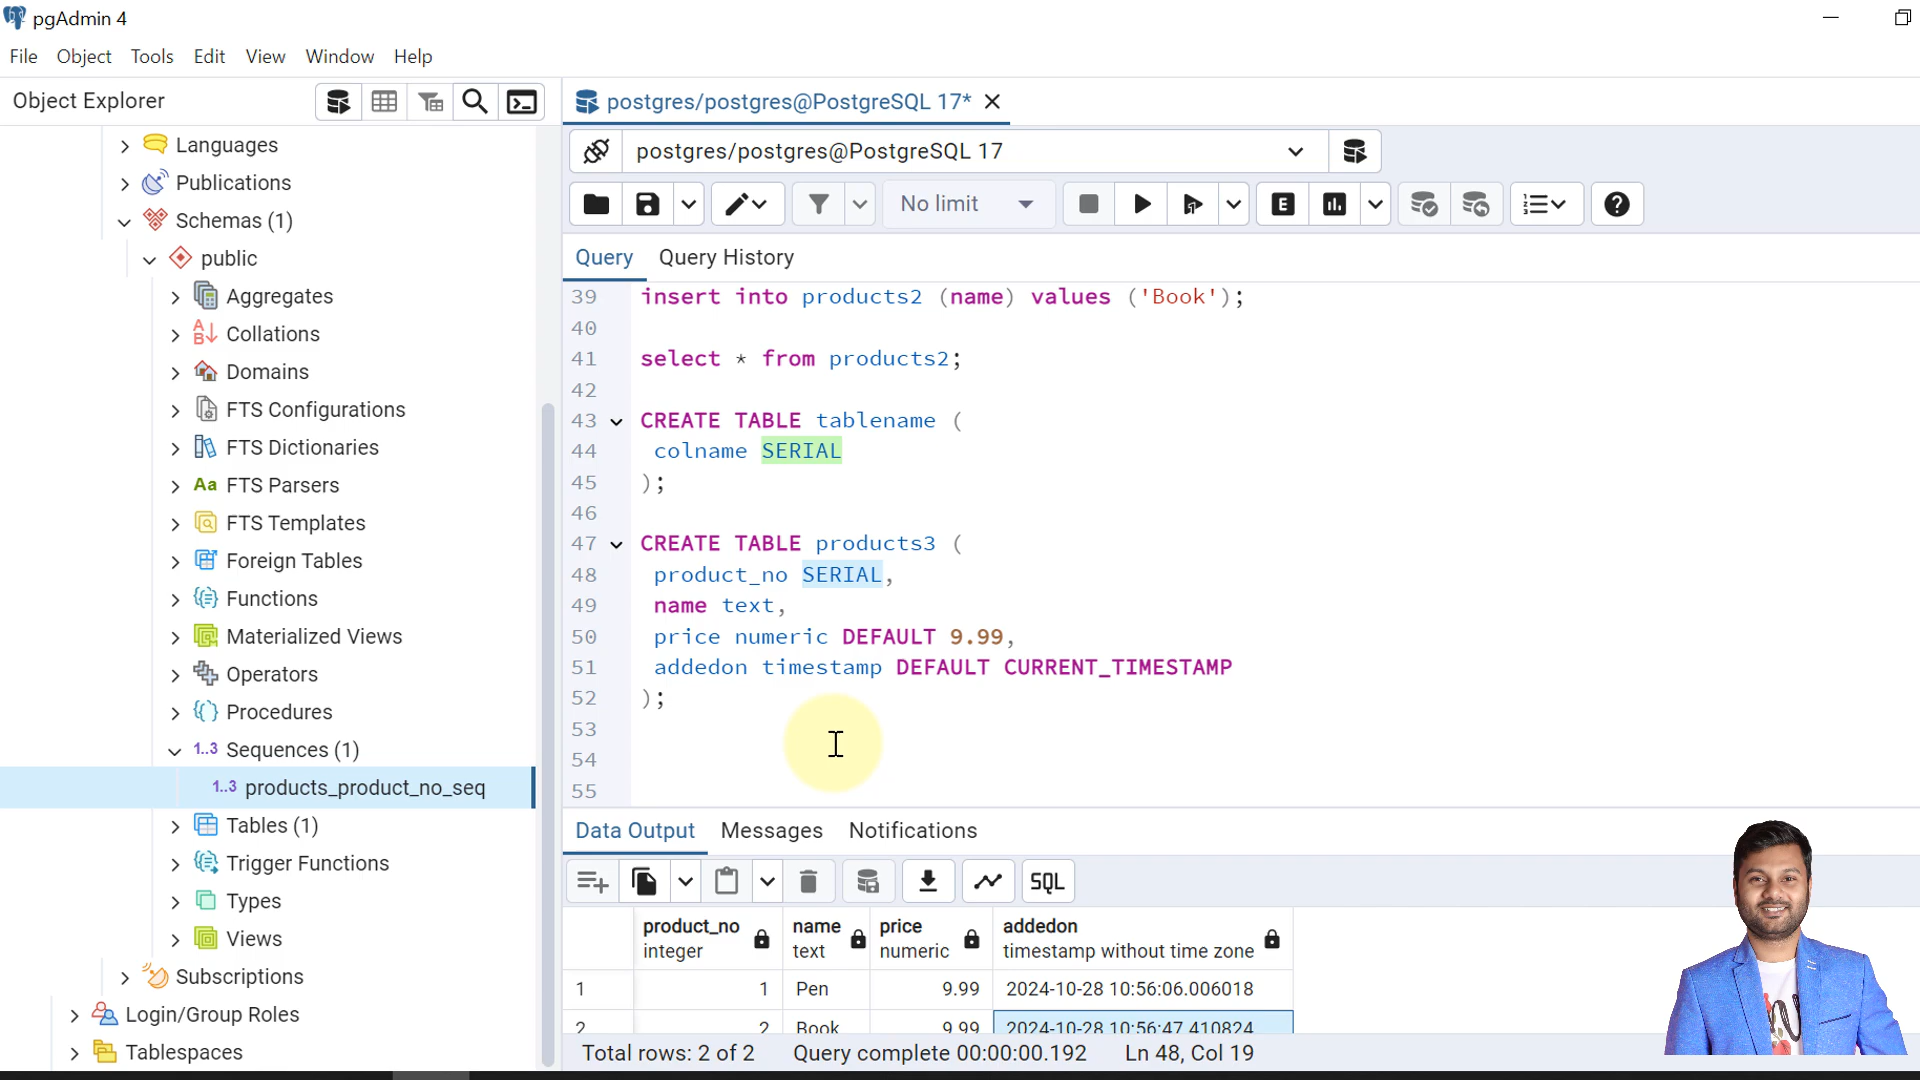 pgAdmin 4
File Object Tools Edit View Window Help
Object Explorer
Languages
Publications
Schemas (1)
public
Aggregates
Collations
Domains
FTS Configurations
FTS Dictionaries
Aa FTS Parsers
FTS Templates
Foreign Tables
Functions
Materialized Views
Operators
Procedures
1..3 Sequences (1)
1..3 products_product_no_seq
Tables (1)
Trigger Functions
Types
Views
Subscriptions
Login/Group Roles
Tablespaces
postgres/postgres@PostgreSQL 17*
postgres/postgres@PostgreSQL 17
No limit
E
Query Query History
39 insert into products2 (name) values ('Book');
40
41 select * from products2;
42
43 CREATE TABLE tablename (
44 colname SERIAL
45 );
46
47 CREATE TABLE products3 (
48 product_no SERIAL,
49 name text,
50 price numeric DEFAULT 9.99,
51 addedon timestamp DEFAULT CURRENT_TIMESTAMP
52 );
53
54
55
Data Output Messages Notifications
SQL
product_no name price addedon
integer text numeric timestamp without time zone
1 1 Pen 9.99 2024-10-28 10:56:06.006018
2 2 Book 9.99 2024-10-28 10:56:47.410824
Total rows: 2 of 2 Query complete 00:00:00.192 Ln 48, Col 19